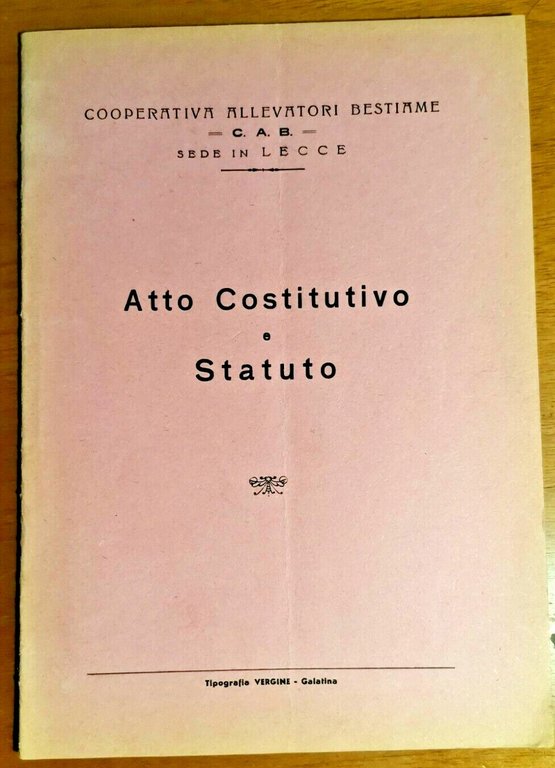 COOPERATIVA ALLEVATORI BESTIAME
C. A. B.
SEDE IN LECCE
Atto Costitutivo
e
Statuto
Tipografia VERGINE - Galatina